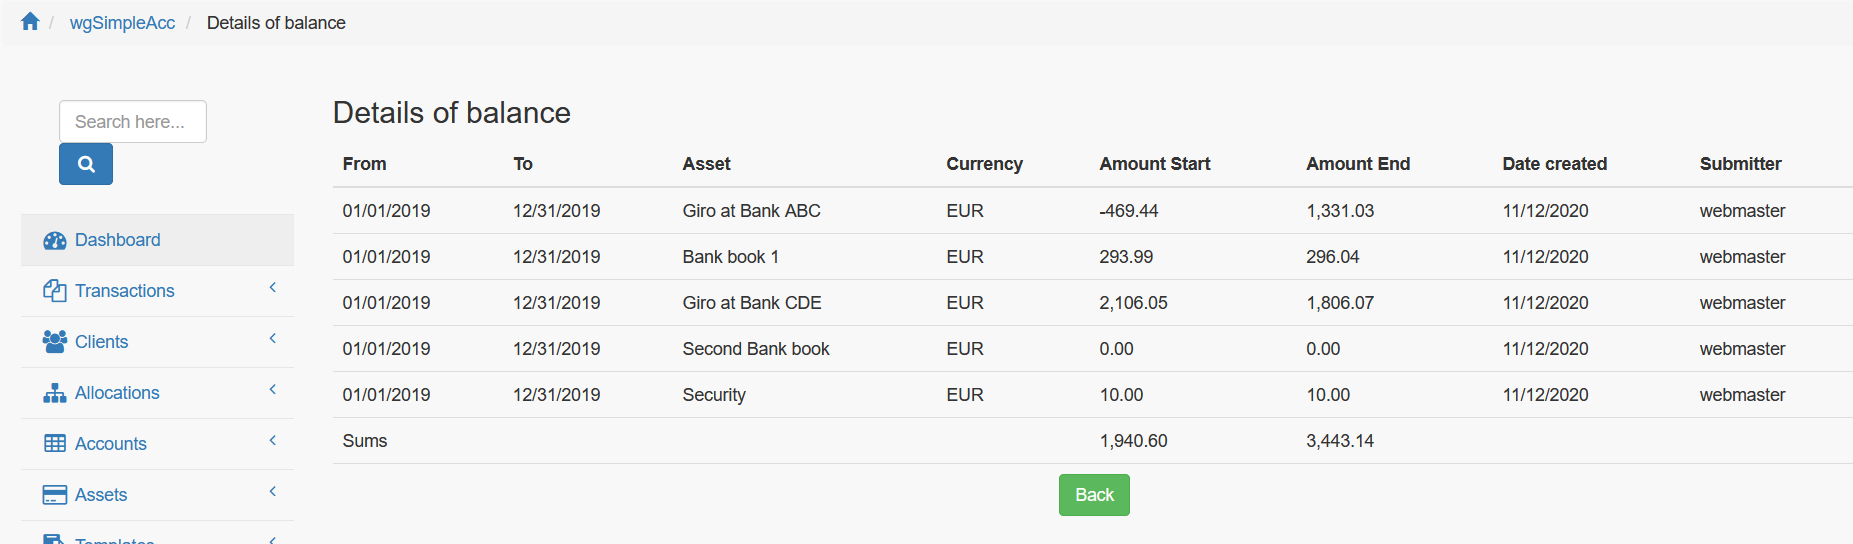 / wgSimpleAcc / Details of balance
Search here...
Dashboard
Transactions
Clients
Allocations
Accounts
Assets
Templates
Details of balance
From To Asset Currency Amount Start Amount End Date created Submitter
01/01/2019 12/31/2019 Giro at Bank ABC EUR -469.44 1,331.03 11/12/2020 webmaster
01/01/2019 12/31/2019 Bank book 1 EUR 293.99 296.04 11/12/2020 webmaster
01/01/2019 12/31/2019 Giro at Bank CDE EUR 2,106.05 1,806.07 11/12/2020 webmaster
01/01/2019 12/31/2019 Second Bank book EUR 0.00 0.00 11/12/2020 webmaster
01/01/2019 12/31/2019 Security EUR 10.00 10.00 11/12/2020 webmaster
Sums 1,940.60 3,443.14
Back